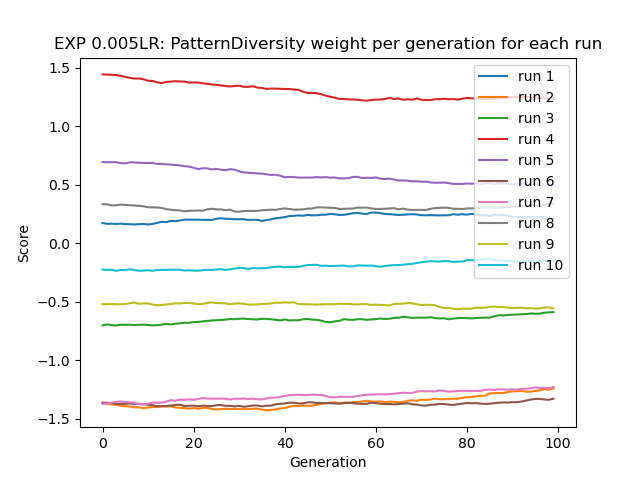 EXP 0.005LR: PatternDiversity weight per generation for each run
1.5
1.0
0.5
0.0
−0.5
−1.0
−1.5
Score
run 1
run 2
run 3
run 4
run 5
run 6
run 7
run 8
run 9
run 10
0 20 40 60 80 100
Generation